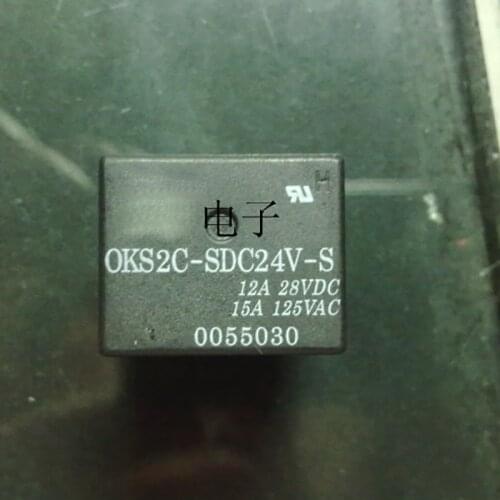 H
电子
OKS2C-SDC24V-S
12A 28VDC
15A 125VAC
0055030